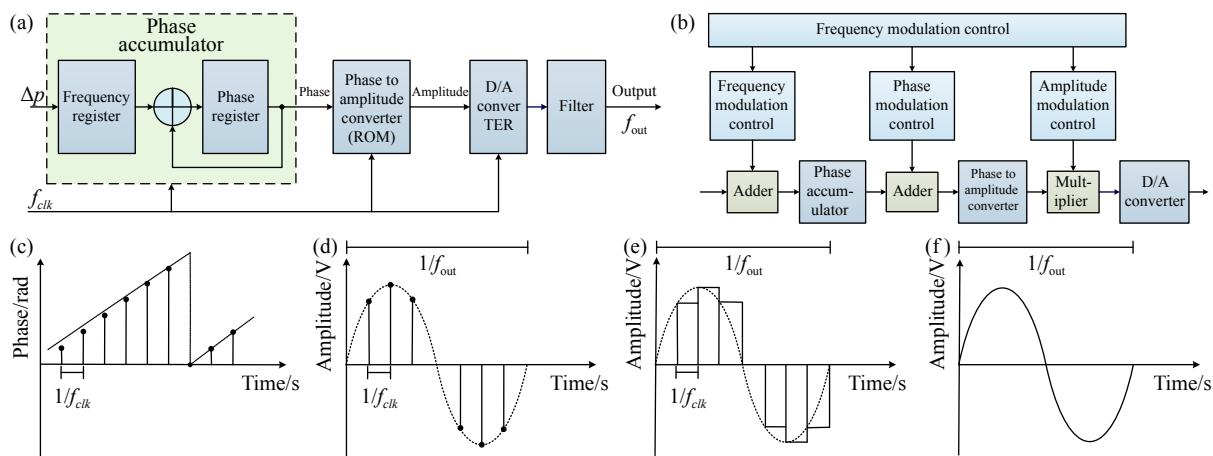 (a)
Phase
accumulator
Δp
Frequency
register
Phase
register
Phase
Phase to
amplitude
converter
(ROM)
Amplitude
D/A
conver
TER
Filter
Output
f_out
f_clk
(b)
Frequency modulation control
Frequency
modulation
control
Phase
modulation
control
Amplitude
modulation
control
Adder
Phase
accum-
ulator
Adder
Phase to
amplitude
converter
Mult-
iplier
D/A
converter
(c)
Phase/rad
1/f_clk
Time/s
(d)
Amplitude/V
1/f_out
1/f_clk
Time/s
(e)
Amplitude/V
1/f_out
1/f_clk
Time/s
(f)
Amplitude/V
1/f_out
Time/s